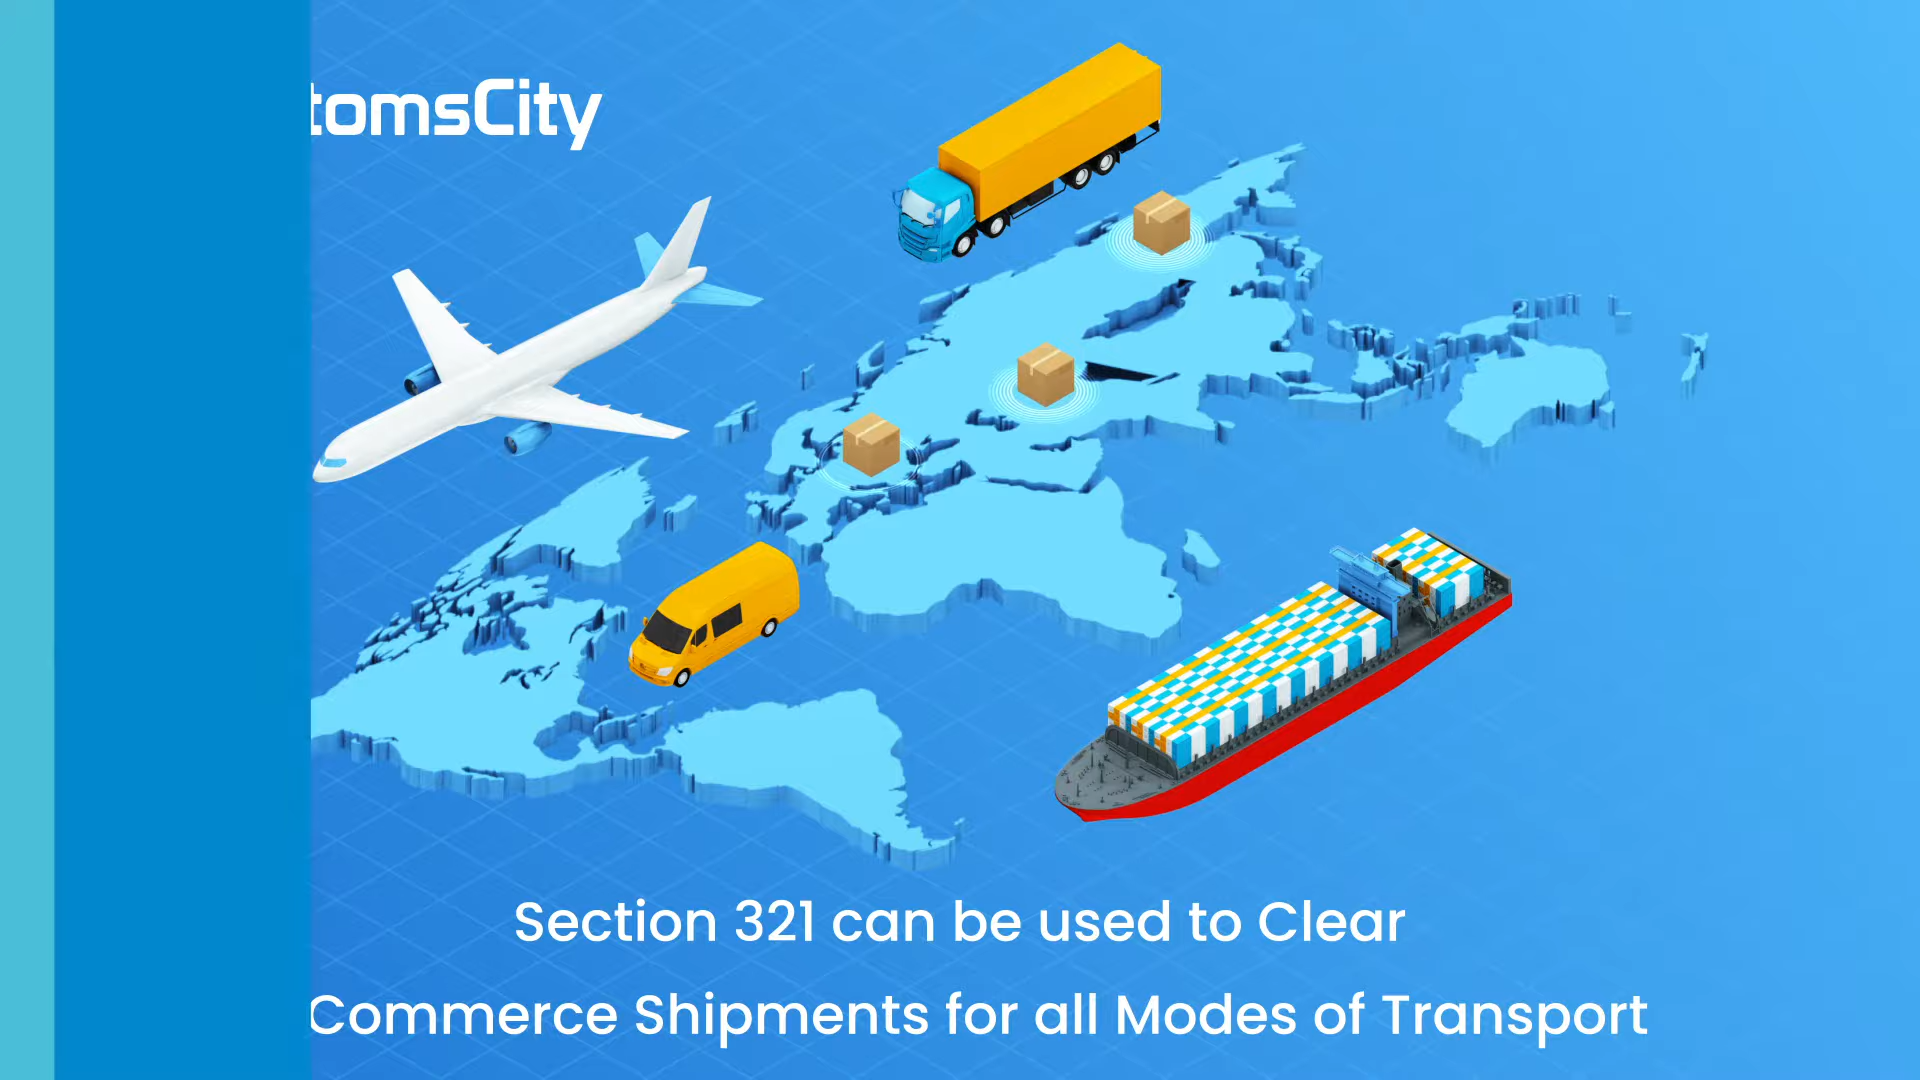 tomsCity
Section 321 can be used to Clear
Commerce Shipments for all Modes of Transport